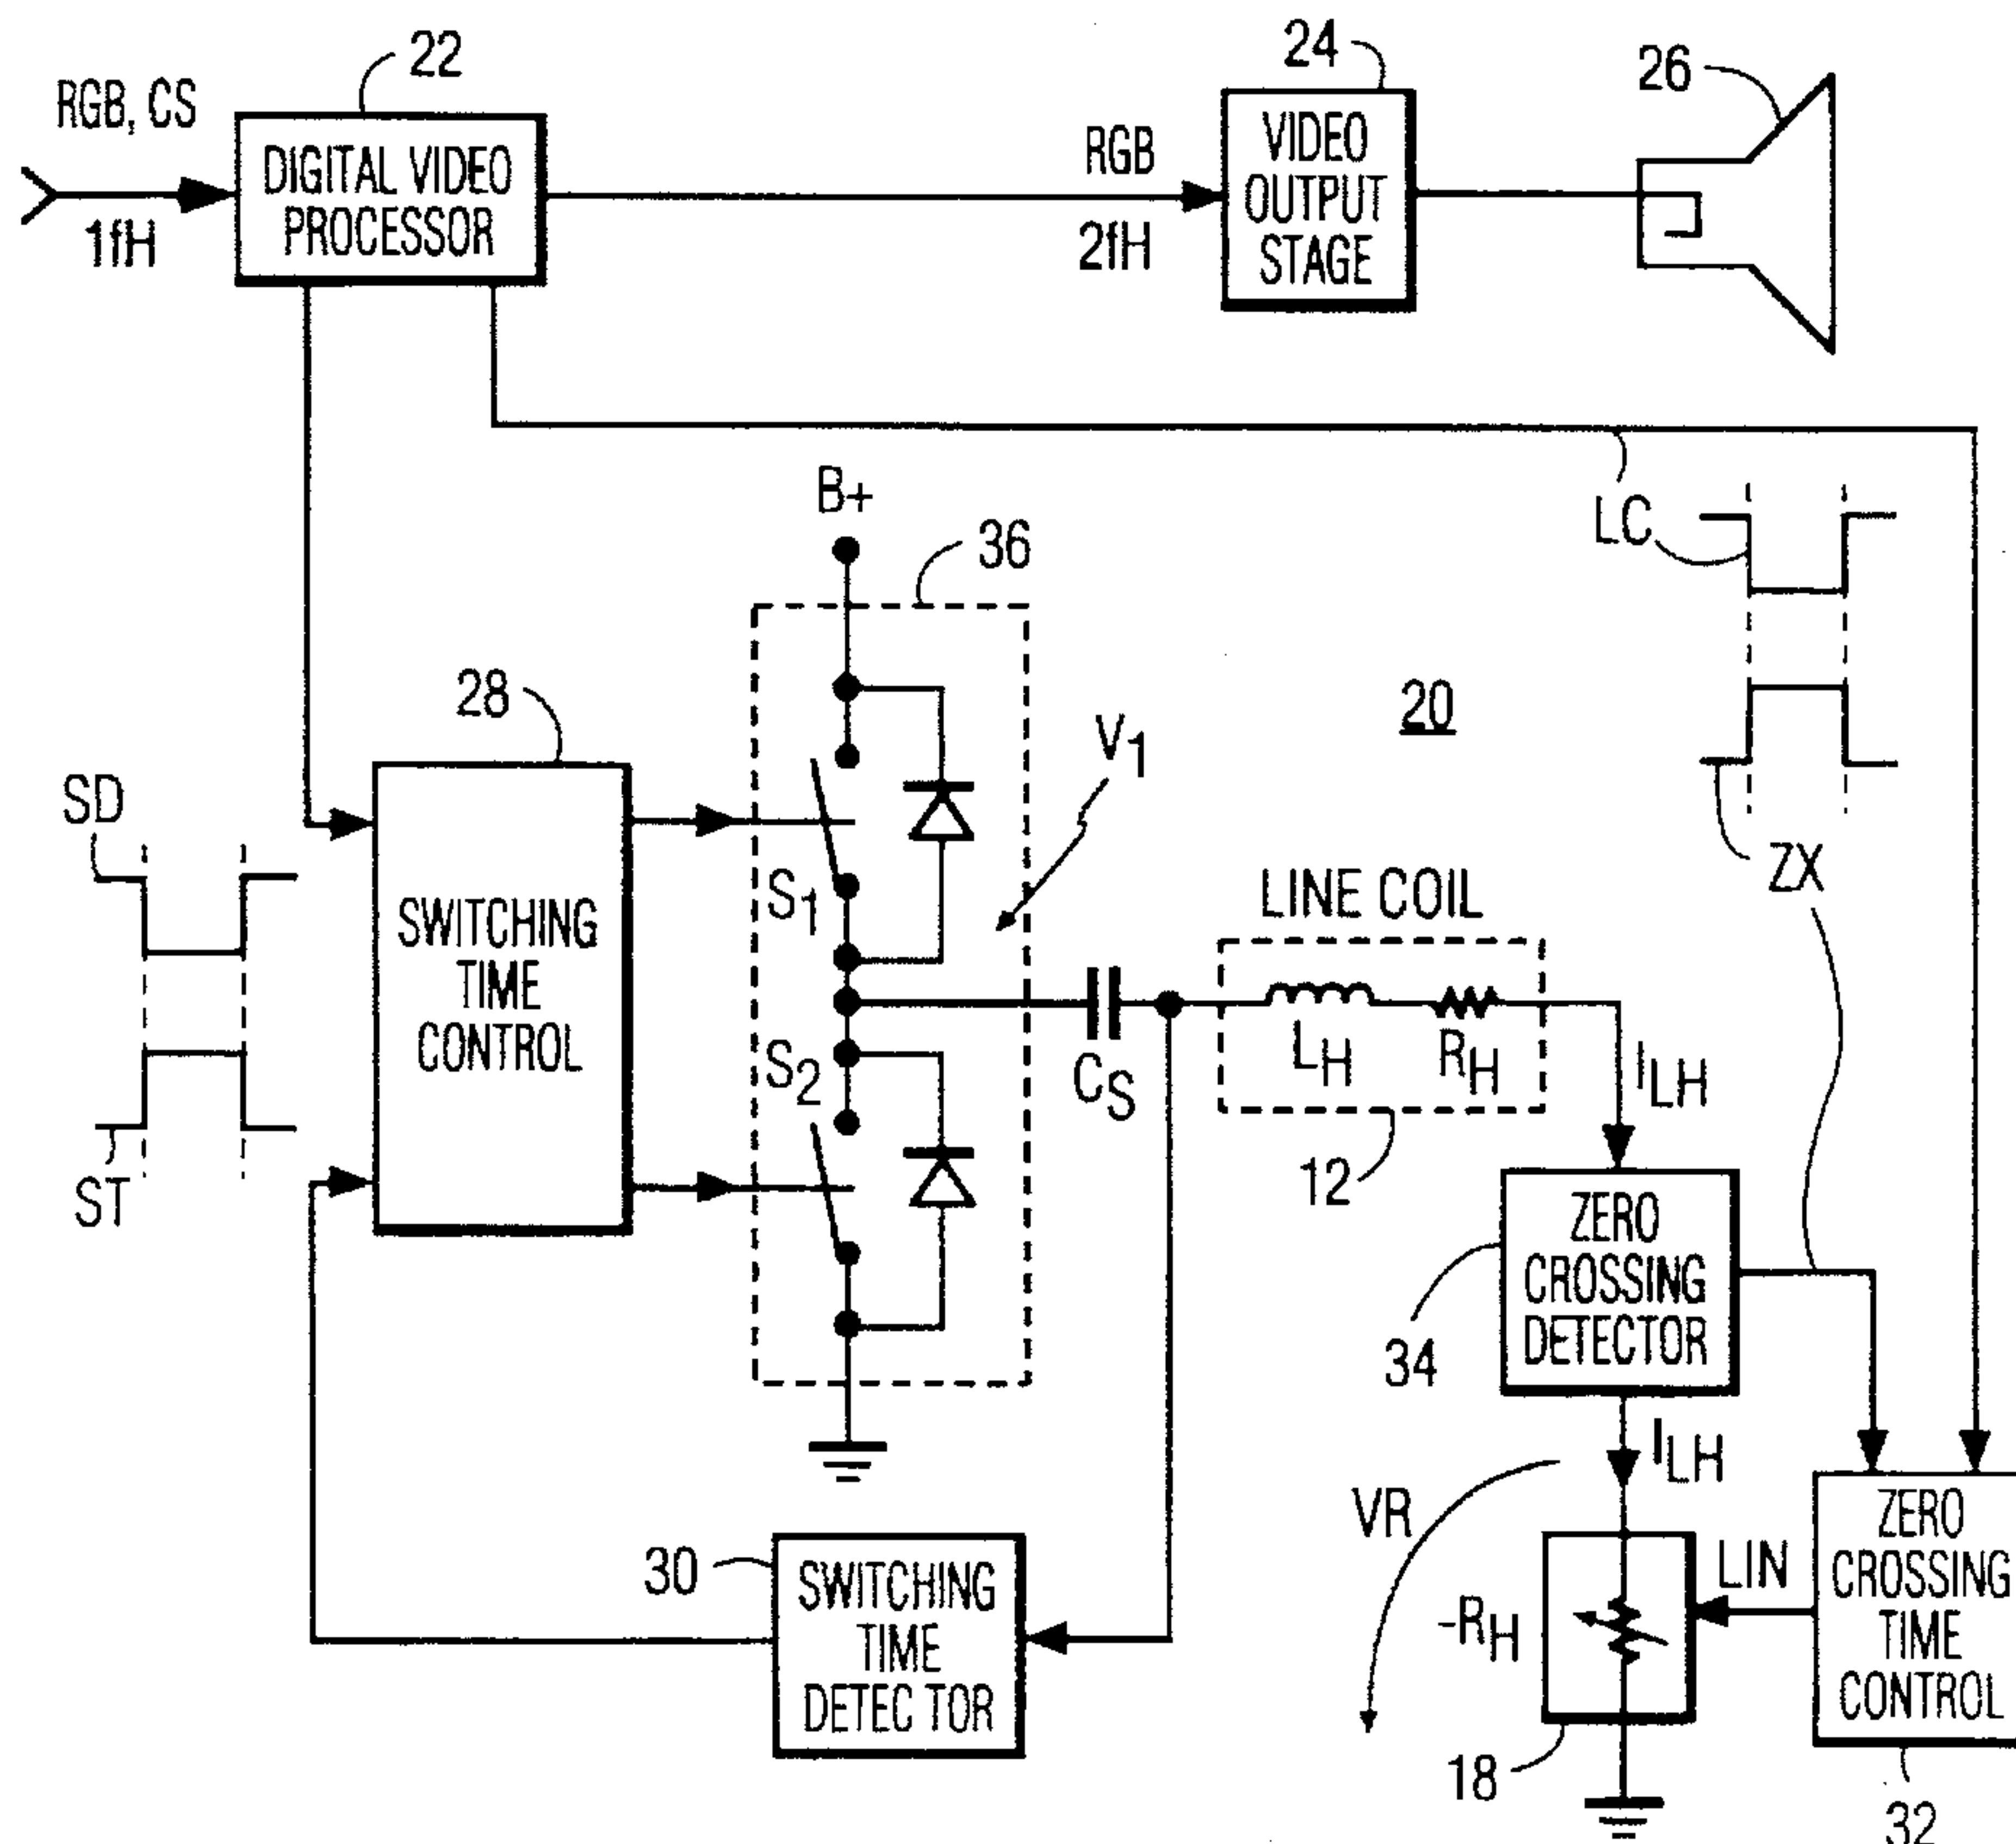 22
24
26
RGB, CS
1fH
DIGITAL VIDEO
PROCESSOR
RGB
2fH
VIDEO
OUTPUT
STAGE
LC
B+
36
20
28
V1
SD
ZX
SWITCHING
TIME
CONTROL
S1
LINE COIL
S2
CS
LH
RH
ILH
ST
12
ZERO
CROSSING
DETECTOR
34
ILH
VR
30
SWITCHING
TIME
DETECTOR
-RH
LIN
ZERO
CROSSING
TIME
CONTROL
18
32